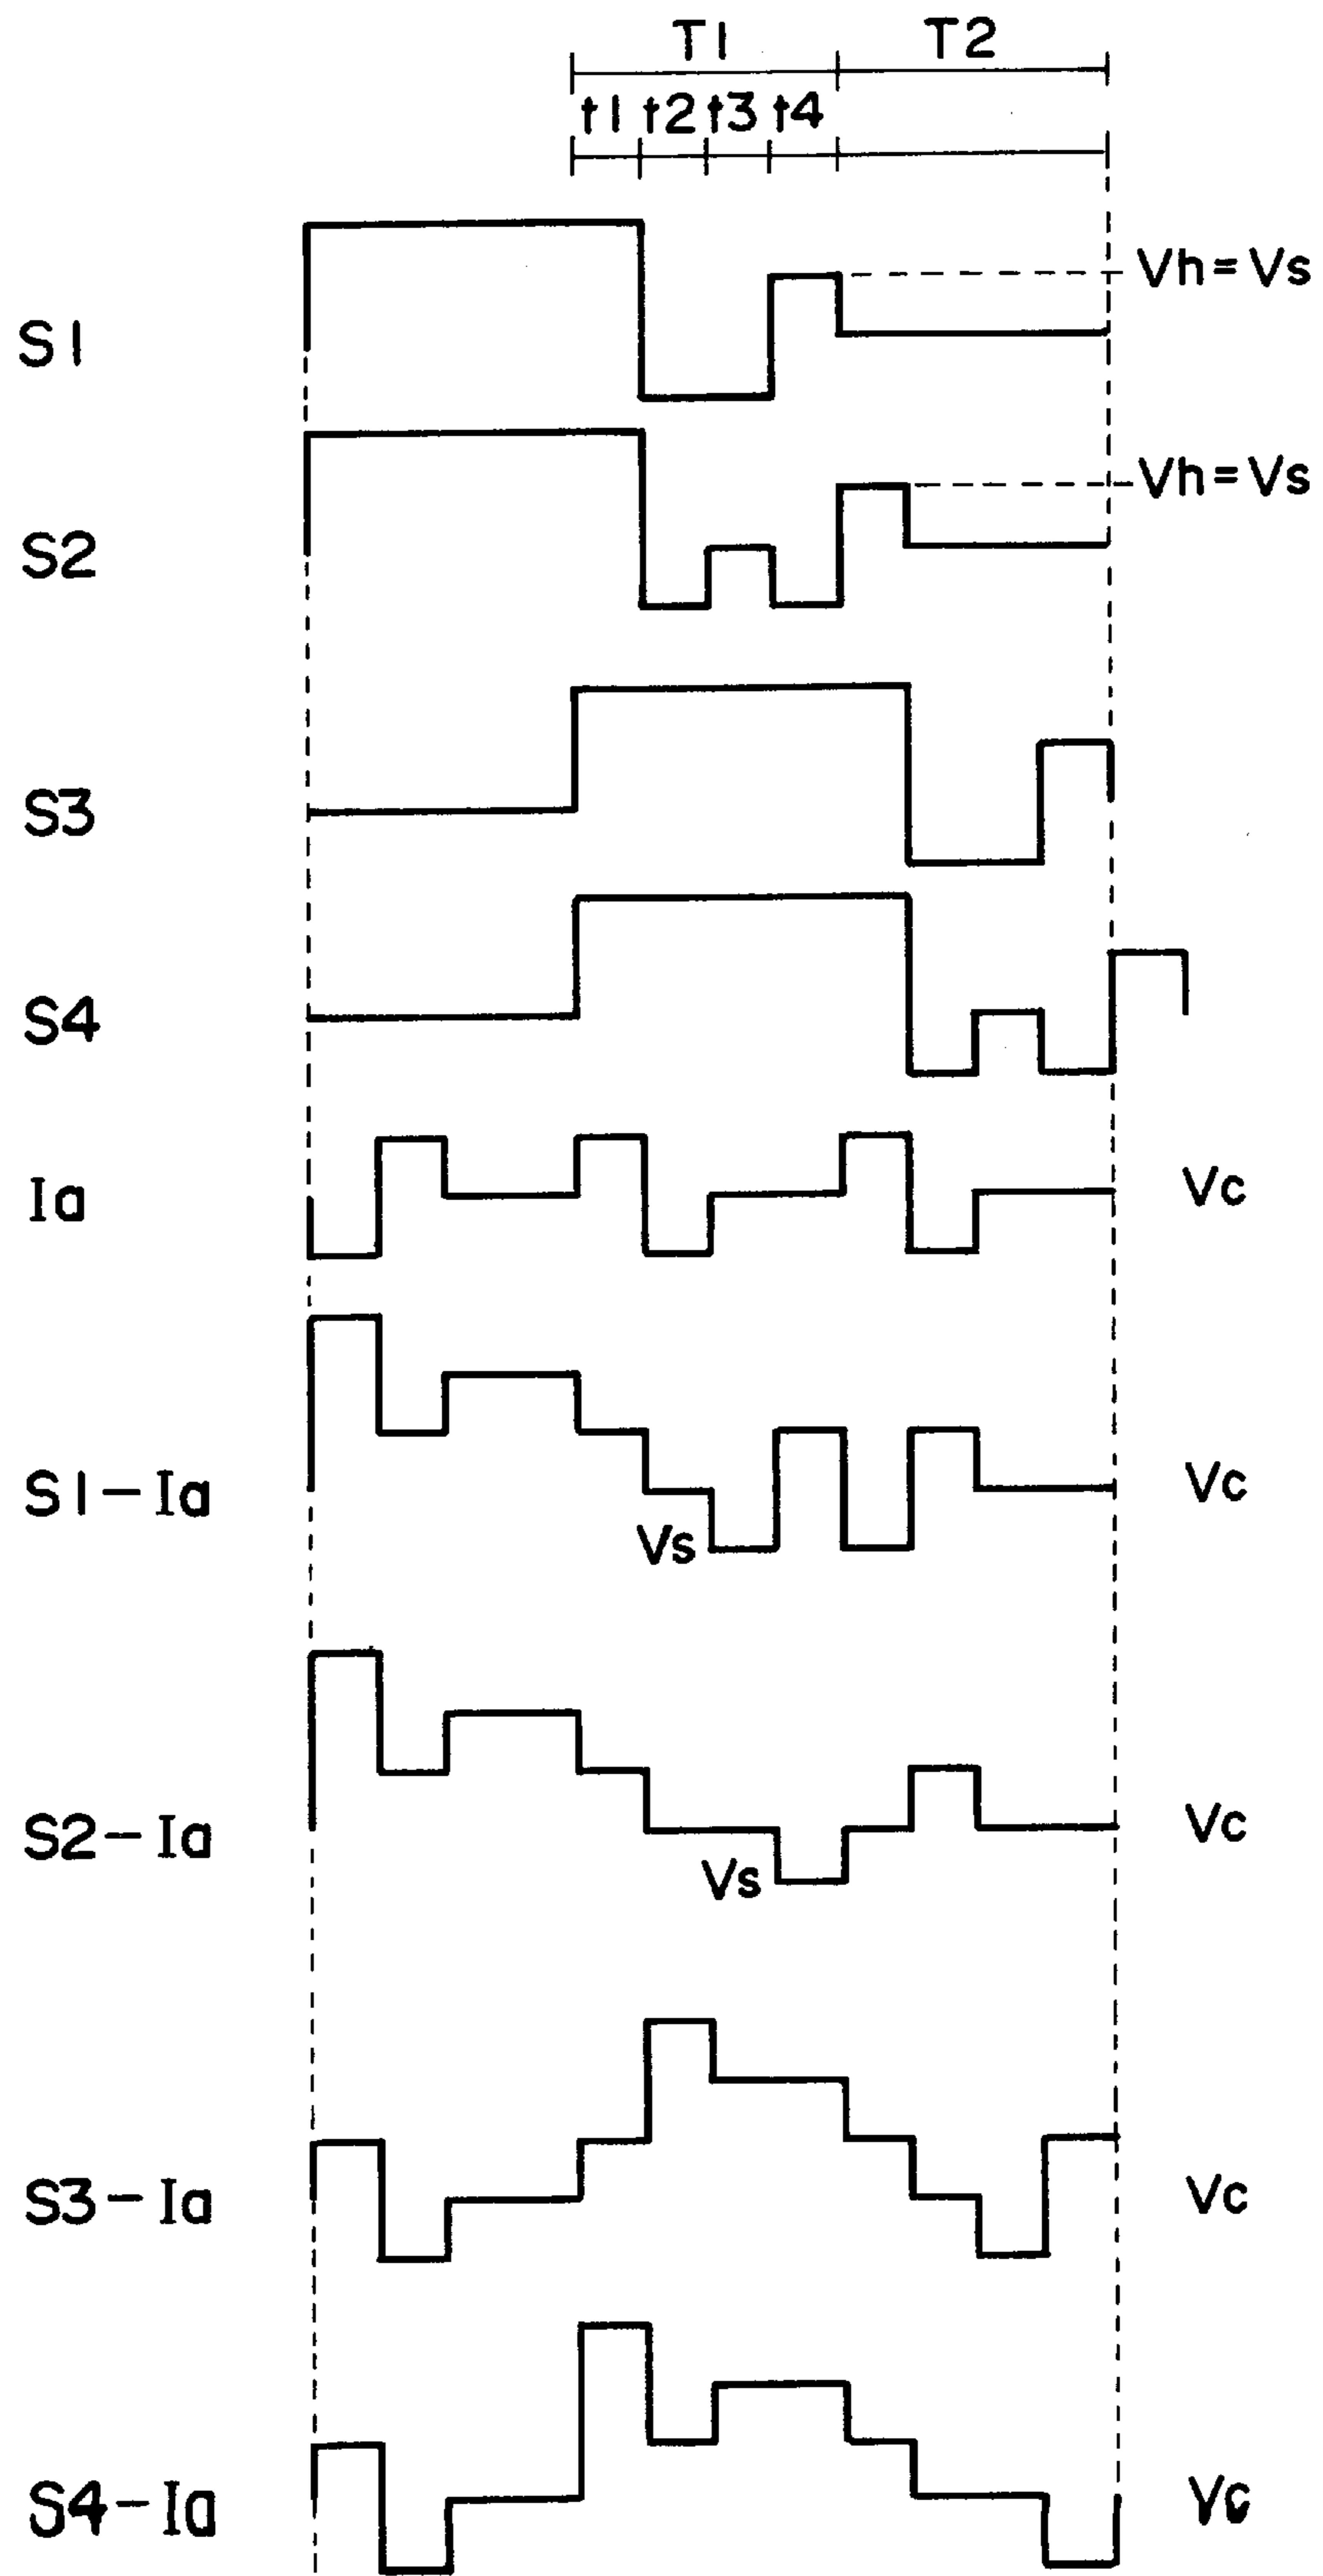 T1 T2
t1 t2 t3 t4
Vh=Vs
S1
Vh=Vs
S2
S3
S4
Ia Vc
S1-Ia Vc
Vs
S2-Ia Vc
Vs
S3-Ia Vc
S4-Ia Vc